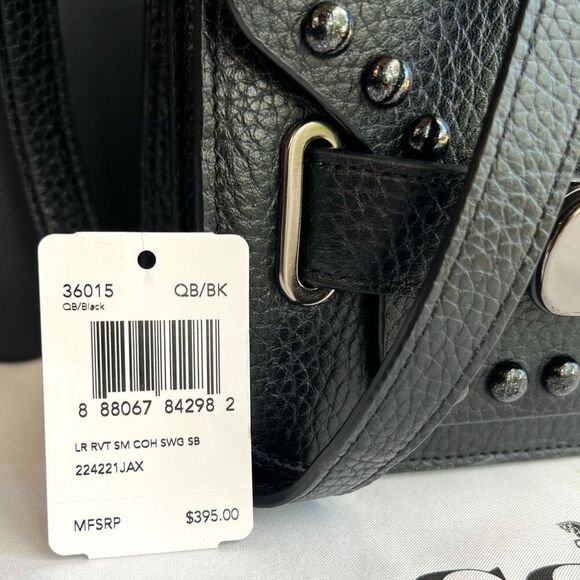 36015 QB/BK
QB/Black
8 88067 84298 2
LR RVT SM COH SWG SB
224221JAX
MFSRP $395.00